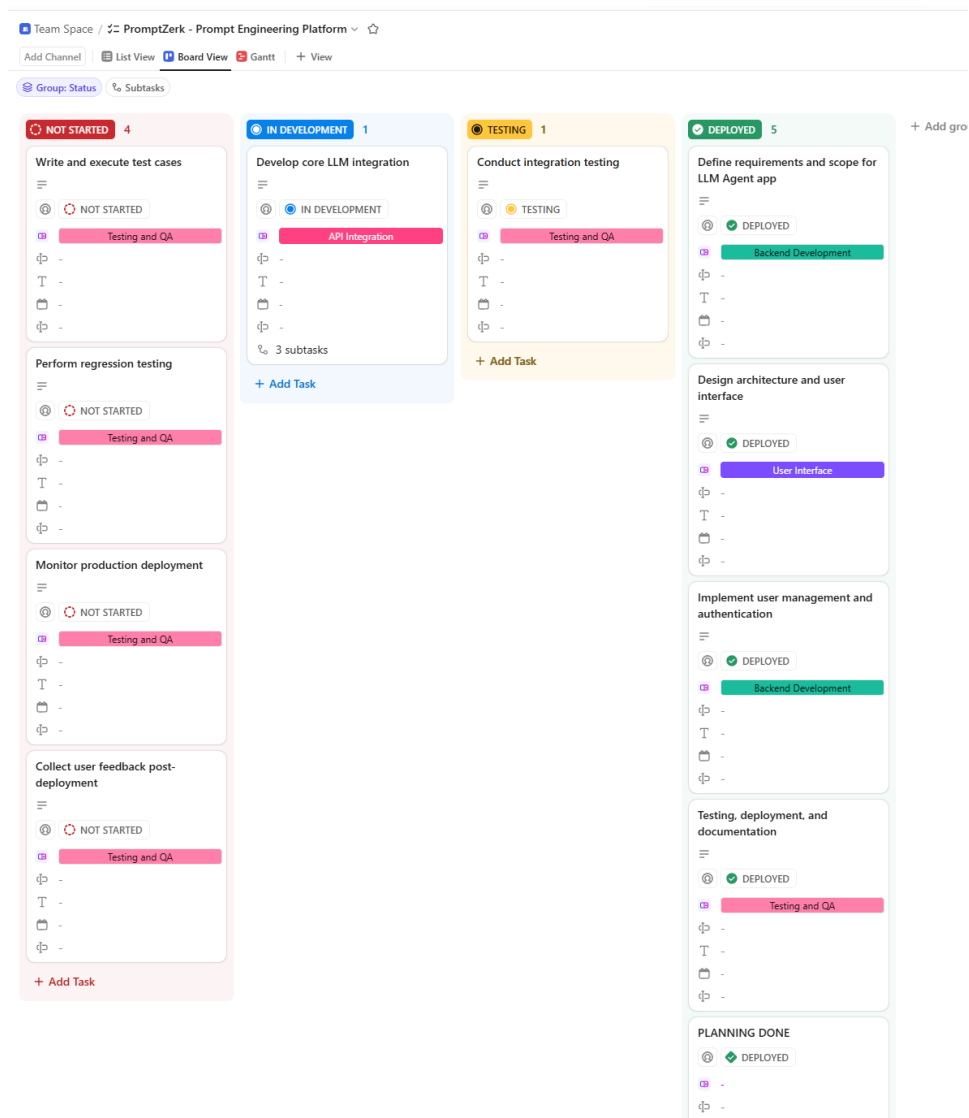 Team Space / PromptZerk - Prompt Engineering Platform
Add Channel List View Board View Gantt + View
Group: Status Subtasks
NOT STARTED 4
Write and execute test cases
NOT STARTED
Testing and QA
-
T -
-
-
Perform regression testing
NOT STARTED
Testing and QA
-
T -
-
-
Monitor production deployment
NOT STARTED
Testing and QA
-
T -
-
-
Collect user feedback post-
deployment
NOT STARTED
Testing and QA
-
T -
-
-
+ Add Task
IN DEVELOPMENT 1
Develop core LLM integration
IN DEVELOPMENT
API Integration
-
T -
-
-
3 subtasks
+ Add Task
TESTING 1
Conduct integration testing
TESTING
Testing and QA
-
T -
-
-
+ Add Task
DEPLOYED 5
Define requirements and scope for
LLM Agent app
DEPLOYED
Backend Development
-
T -
-
-
Design architecture and user
interface
DEPLOYED
User Interface
-
T -
-
-
Implement user management and
authentication
DEPLOYED
Backend Development
-
T -
-
-
Testing, deployment, and
documentation
DEPLOYED
Testing and QA
-
T -
-
-
PLANNING DONE
DEPLOYED
-
-
+ Add grou